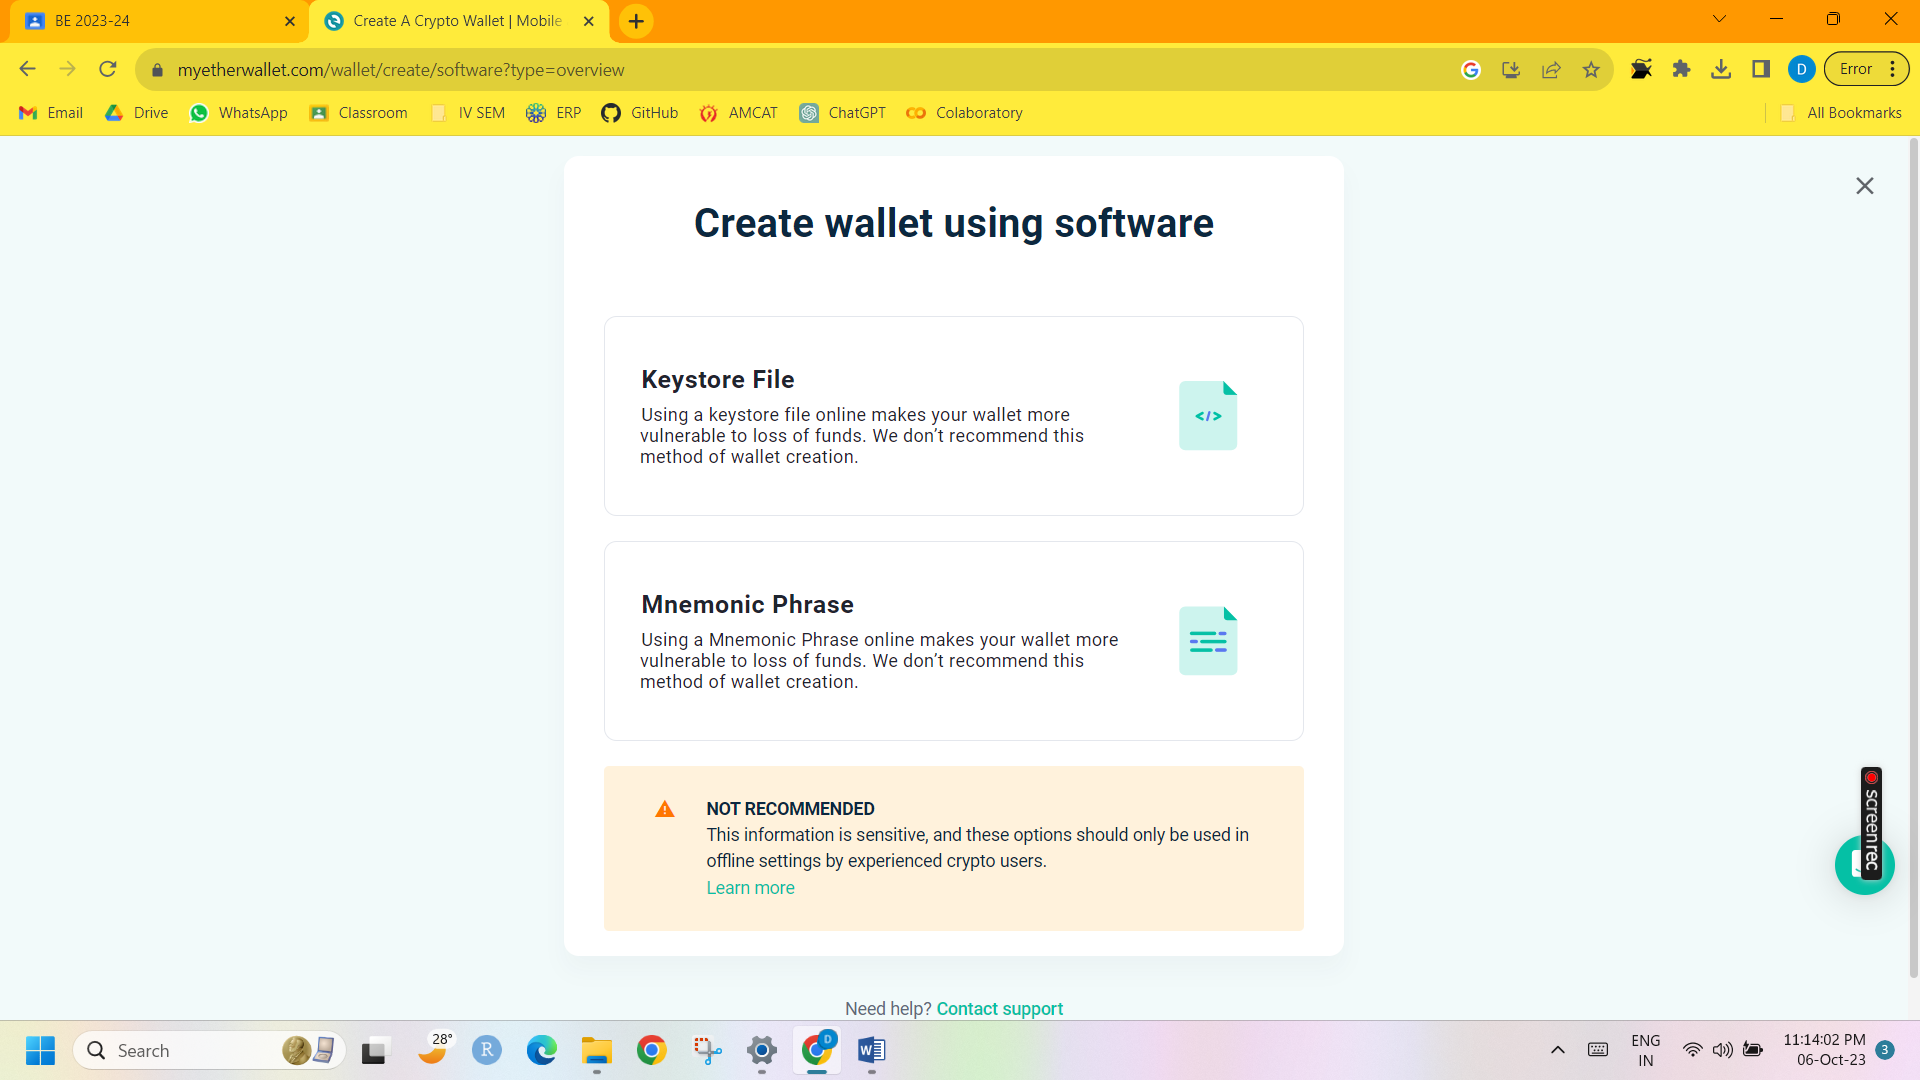 BE 2023-24
Create A Crypto Wallet | Mobile
myetherwallet.com/wallet/create/software?type=overview
D
Error
Email
Drive
WhatsApp
Classroom
IV SEM
ERP
GitHub
AMCAT
ChatGPT
Colaboratory
All Bookmarks
Create wallet using software
Keystore File
Using a keystore file online makes your wallet more
vulnerable to loss of funds. We don’t recommend this
method of wallet creation.
</>
Mnemonic Phrase
Using a Mnemonic Phrase online makes your wallet more
vulnerable to loss of funds. We don’t recommend this
method of wallet creation.
NOT RECOMMENDED
This information is sensitive, and these options should only be used in
offline settings by experienced crypto users.
Learn more
screenrec
Need help? Contact support
Search
28°
R
D
W
ENG
IN
11:14:02 PM
06-Oct-23
3